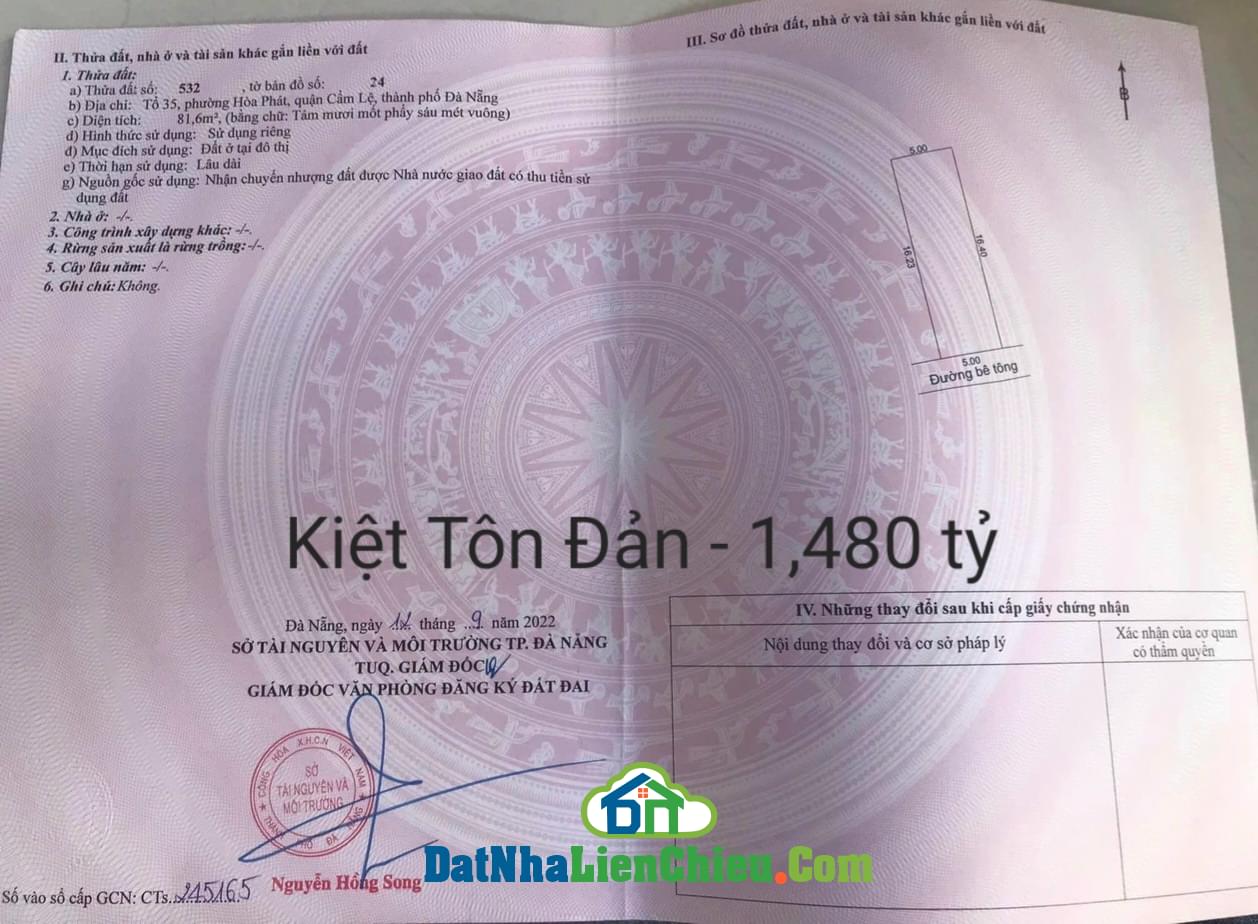 II. Thửa đất, nhà ở và tài sản khác gắn liền với đất
1. Thửa đất:
a) Thửa đất số: 532 , tờ bản đồ số: 24
b) Địa chỉ: Tổ 35, phường Hòa Phát, quận Cẩm Lệ, thành phố Đà Nẵng
c) Diện tích: 81,6m², (bằng chữ: Tám mươi mốt phẩy sáu mét vuông)
d) Hình thức sử dụng: Sử dụng riêng
đ) Mục đích sử dụng: Đất ở tại đô thị
e) Thời hạn sử dụng: Lâu dài
g) Nguồn gốc sử dụng: Nhận chuyển nhượng đất được Nhà nước giao đất có thu tiền sử
dụng đất
2. Nhà ở: -/-.
3. Công trình xây dựng khác: -/-.
4. Rừng sản xuất là rừng trồng: -/-.
5. Cây lâu năm: -/-.
6. Ghi chú: Không.
III. Sơ đồ thửa đất, nhà ở và tài sản khác gắn liền với đất
B
5.00
16.23
16.40
5.00
Đường bê tông
Kiệt Tôn Đản - 1,480 tỷ
Đà Nẵng, ngày tháng 9 năm 2022
SỞ TÀI NGUYÊN VÀ MÔI TRƯỜNG TP. ĐÀ NẴNG
TUQ. GIÁM ĐỐC
GIÁM ĐỐC VĂN PHÒNG ĐĂNG KÝ ĐẤT ĐAI
CỘNG HÒA X.H.C.N VIỆT NAM
SỞ
TÀI NGUYÊN VÀ
MÔI TRƯỜNG
THÀNH PHỐ ĐÀ NẴNG
Nguyễn Hồng Song
Số vào sổ cấp GCN: CTs.245165
IV. Những thay đổi sau khi cấp giấy chứng nhận
Nội dung thay đổi và cơ sở pháp lý
Xác nhận của cơ quan
có thẩm quyền
DN
DatNhaLienChieu.Com